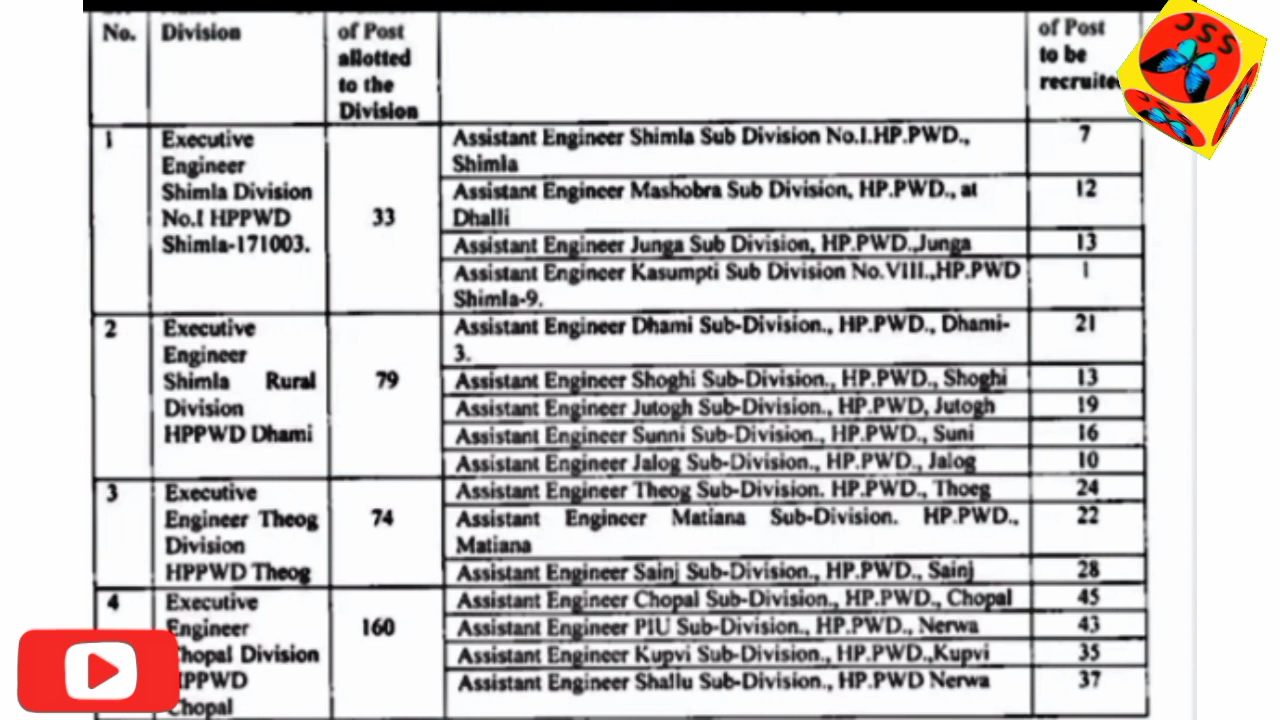 No.
Division
of Post
allotted
to the
Division
of Post
to be
SSC
1
Executive
Engineer
Shimla Division
No.I HPPWD
Shimla-171003.
33
Assistant Engineer Shimla Sub Division No.I.HP.PWD.,
Shimla
7
Assistant Engineer Mashobra Sub Division, HP.PWD., at
Dhalli
12
Assistant Engineer Junga Sub Division, HP.PWD.,Junga
13
Assistant Engineer Kasumpti Sub Division No.VIII.,HP.PWD
Shimla-9.
1
2
Executive
Engineer
Shimla Rural
Division
HPPWD Dhami
79
Assistant Engineer Dhami Sub-Division., HP.PWD., Dhami-
3.
21
Assistant Engineer Shoghi Sub-Division., HP.PWD., Shoghi
13
Assistant Engineer Jutogh Sub-Division., HP.PWD, Jutogh
19
Assistant Engineer Sunni Sub-Division., HP.PWD., Suni
16
Assistant Engineer Jalog Sub-Division., HP.PWD., Jalog
10
3
Executive
Engineer Theog
Division
HPPWD Theog
74
Assistant Engineer Theog Sub-Division. HP.PWD., Thoeg
24
Assistant Engineer Matiana Sub-Division. HP.PWD.,
Matiana
22
Assistant Engineer Sainj Sub-Division., HP.PWD., Sainj
28
4
Executive
Engineer
Chopal Division
HPPWD
Chopal
160
Assistant Engineer Chopal Sub-Division., HP.PWD., Chopal
45
Assistant Engineer PIU Sub-Division., HP.PWD., Nerwa
43
Assistant Engineer Kupvi Sub-Division., HP.PWD.,Kupvi
35
Assistant Engineer Shallu Sub-Division., HP.PWD Nerwa
37